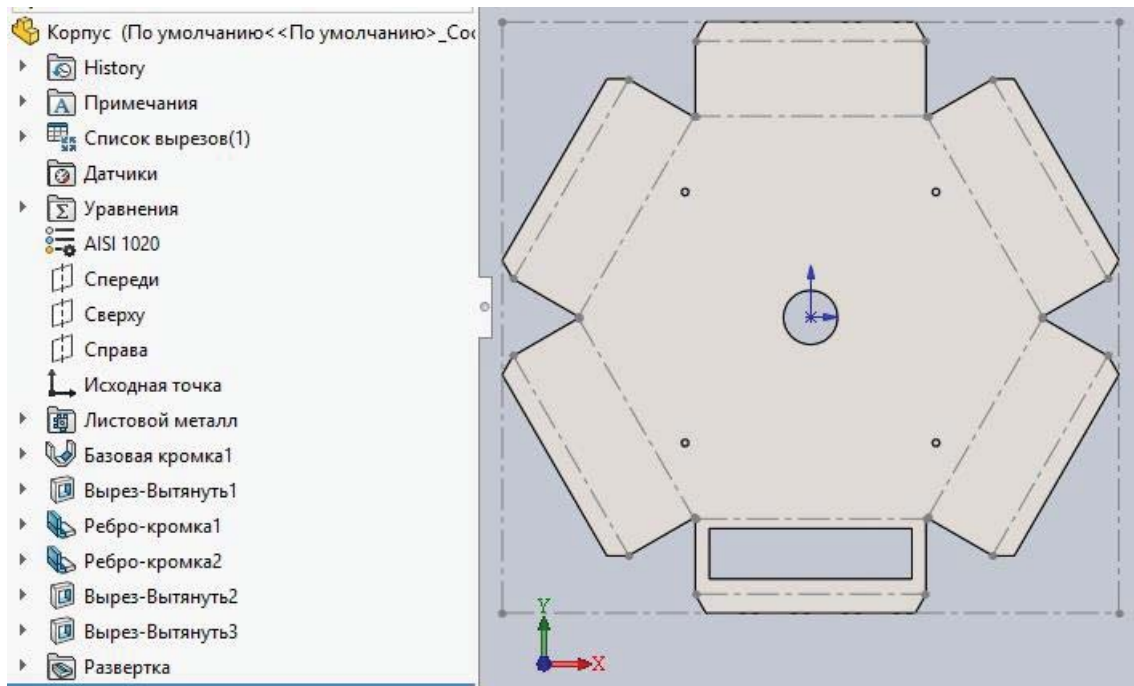 Корпус (По умолчанию<<По умолчанию>_Сос
History
Примечания
Список вырезов(1)
Датчики
Уравнения
AISI 1020
Спереди
Сверху
Справа
Исходная точка
Листовой металл
Базовая кромка1
Вырез-Вытянуть1
Ребро-кромка1
Ребро-кромка2
Вырез-Вытянуть2
Вырез-Вытянуть3
Развертка
Y
X